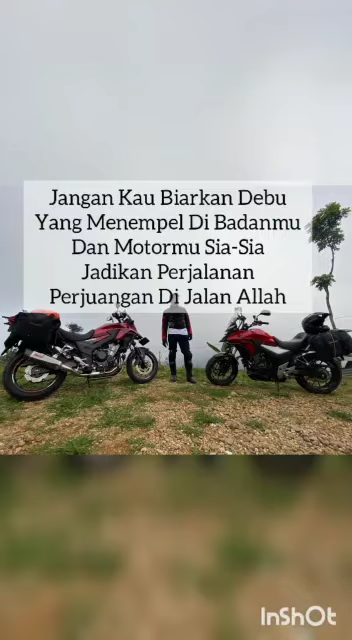 Jangan Kau Biarkan Debu
Yang Menempel Di Badanmu
Dan Motormu Sia-Sia
Jadikan Perjalanan
Perjuangan Di Jalan Allah
InShOt